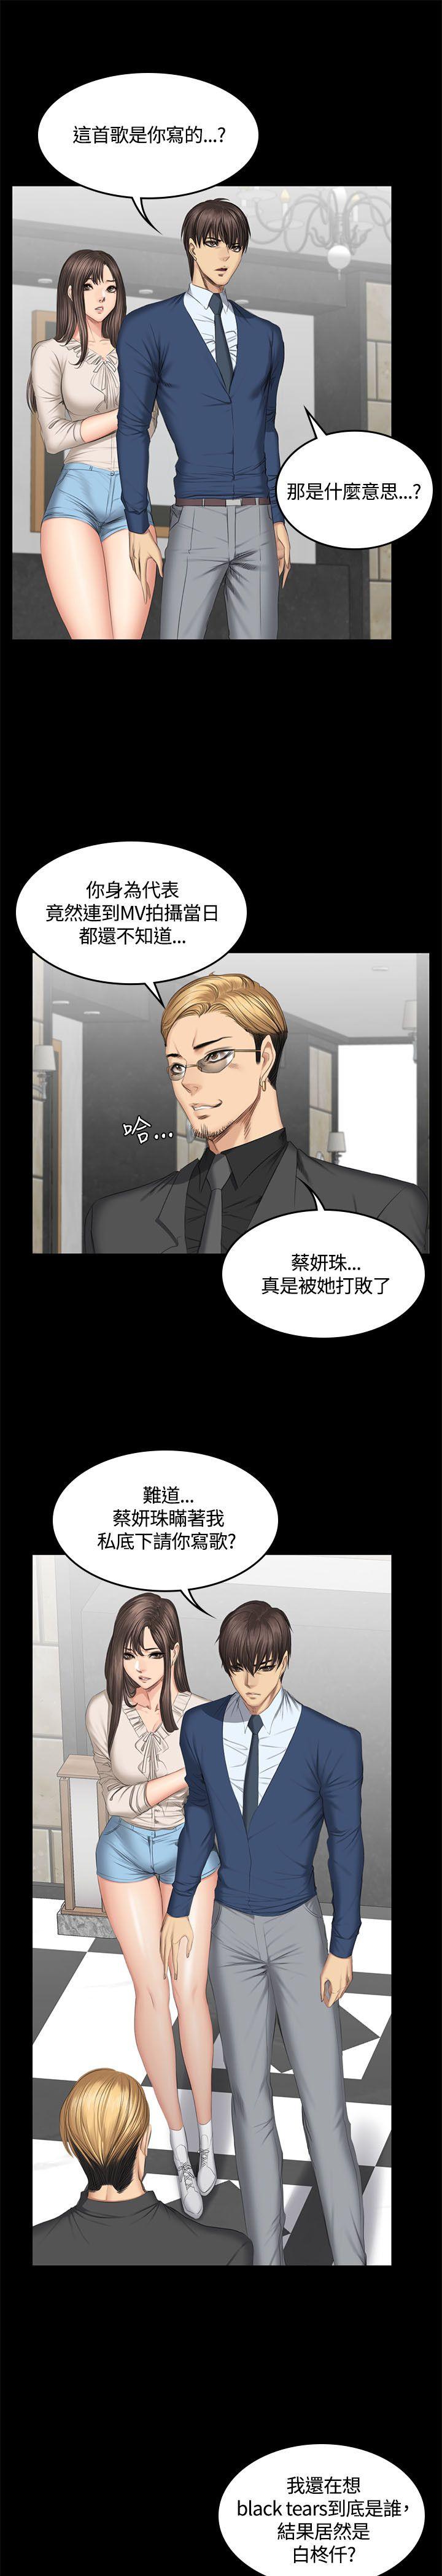 這首歌是你寫的...?
那是什麼意思...?
你身為代表
竟然連到MV拍攝當日
都還不知道...
哈...
蔡妍珠...
真是被她打敗了
難道...
蔡妍珠瞞著我
私底下請你寫歌?
我還在想
black tears到底是誰,
結果居然是
白柊仟?